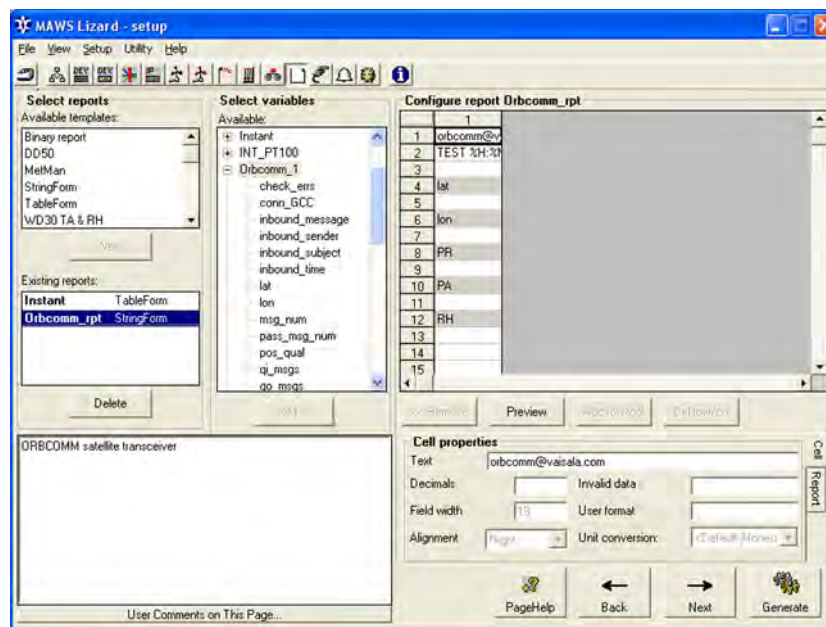 MAWS Lizard - setup
File View Setup Utility Help
Select reports
Available templates:
Binary report
DD50
MetMan
StringForm
TableForm
WD30 TA & RH
New
Existing reports:
Instant TableForm
Orbcomm_rpt StringForm
Delete
Select variables
Available:
Instant
INT_PT100
Orbcomm_1
check_errs
conn_GCC
inbound_message
inbound_sender
inbound_subject
inbound_time
lat
lon
msg_num
pass_msg_num
pos_qual
qi_msgs
qo_msgs
Configure report Orbcomm_rpt
1
1 orbcomm@va
2 TEST %H:%M
3
4 lat
5
6 lon
7
8 PR
9
10 PA
11
12 RH
13
14
15
Remove Preview
ORBCOMM satellite transceiver
User Comments on This Page...
Cell properties
Text orbcomm@vaisala.com
Decimals Invalid data
Field width 19 User format
Alignment Right Unit conversion: <Default (None)>
Cell
Report
PageHelp Back Next Generate